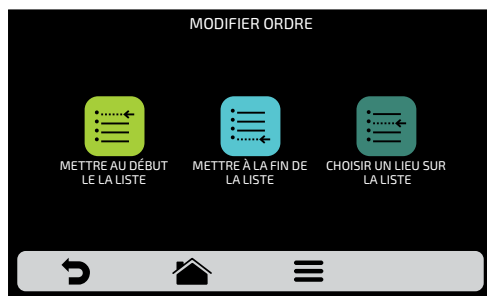 MODIFIER ORDRE
METTRE AU DÉBUT
LE LA LISTE
METTRE À LA FIN DE
LA LISTE
CHOISIR UN LIEU SUR
LA LISTE